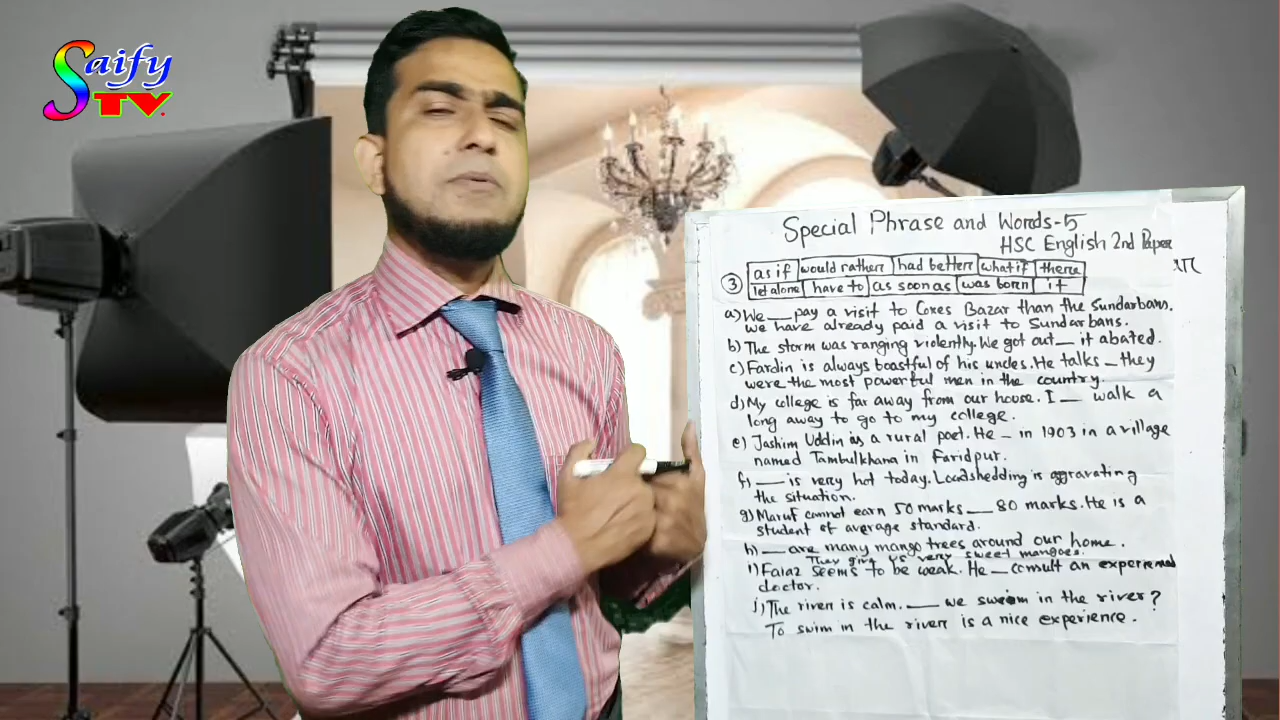 Saify
TV
Special Phrase and Words-5
HSC English 2nd Paper
as if would rather had better what if there
③
let alone have to as soon as was born it
a) We ___ pay a visit to Coxes Bazar than the Sundarbans.
we have already paid a visit to Sundarbans.
b) The storm was ranging violently. We got out ___ it abated.
c) Fardin is always boastful of his uncles. He talks _ they
were the most powerful men in the country.
d) My college is far away from our house. I ___ walk a
long away to go to my college.
e) Jashim Uddin is a rural poet. He _ in 1903 in a village
named Tambulkhana in Faridpur.
f) ___ is very hot today. Loadshedding is aggravating
the situation.
g) Maruf cannot earn 50 marks ___ 80 marks. He is a
student of average standard.
h) ___ are many mango trees around our home.
They give us very sweet mangoes.
i) Faiaz seems to be weak. He _ consult an experienced
doctor.
j) The river is calm. ___ we swim in the river?
To swim in the river is a nice experience.